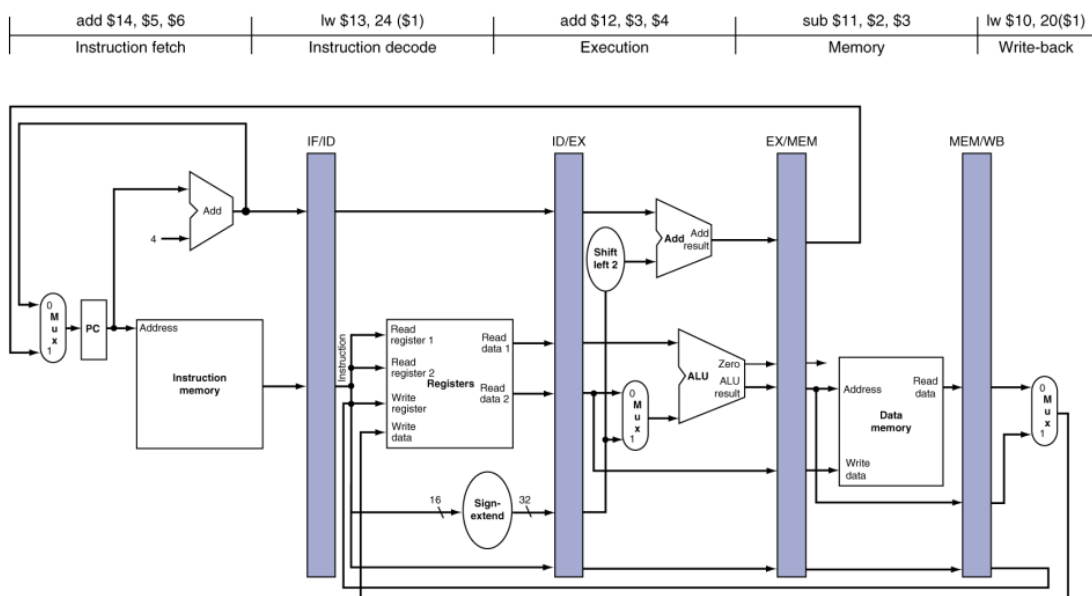 add $14, $5, $6
lw $13, 24 ($1)
add $12, $3, $4
sub $11, $2, $3
lw $10, 20($1)
Instruction fetch
Instruction decode
Execution
Memory
Write-back
IF/ID
ID/EX
EX/MEM
MEM/WB
Add
4
Add
Add
result
Shift
left 2
0
M
u
x
1
PC
Address
Instruction
memory
Instruction
Read
register 1
Read
data 1
Read
register 2
Registers
Read
data 2
Write
register
Write
data
0
M
u
x
1
Zero
ALU
ALU
result
Address
Read
data
Data
memory
Write
data
0
M
u
x
1
16
Sign-
extend
32